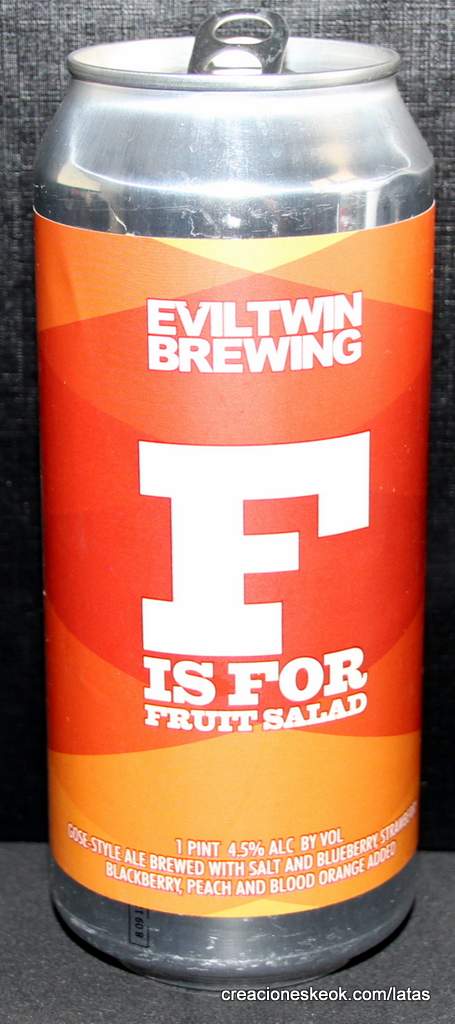 EVILTWIN
BREWING
F
IS FOR
FRUIT SALAD
1 PINT 4.5% ALC BY VOL
GOSE-STYLE ALE BREWED WITH SALT AND BLUEBERRY,
BLACKBERRY, PEACH AND BLOOD ORANGE ADDED
creacioneskeok.com/latas